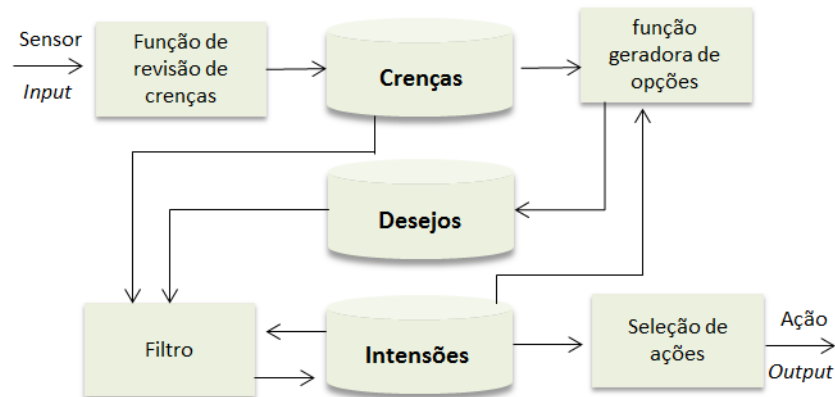 Sensor
Input
Função de
revisão de
crenças
Crenças
função
geradora de
opções
Desejos
Filtro
Intensões
Seleção de
ações
Ação
Output